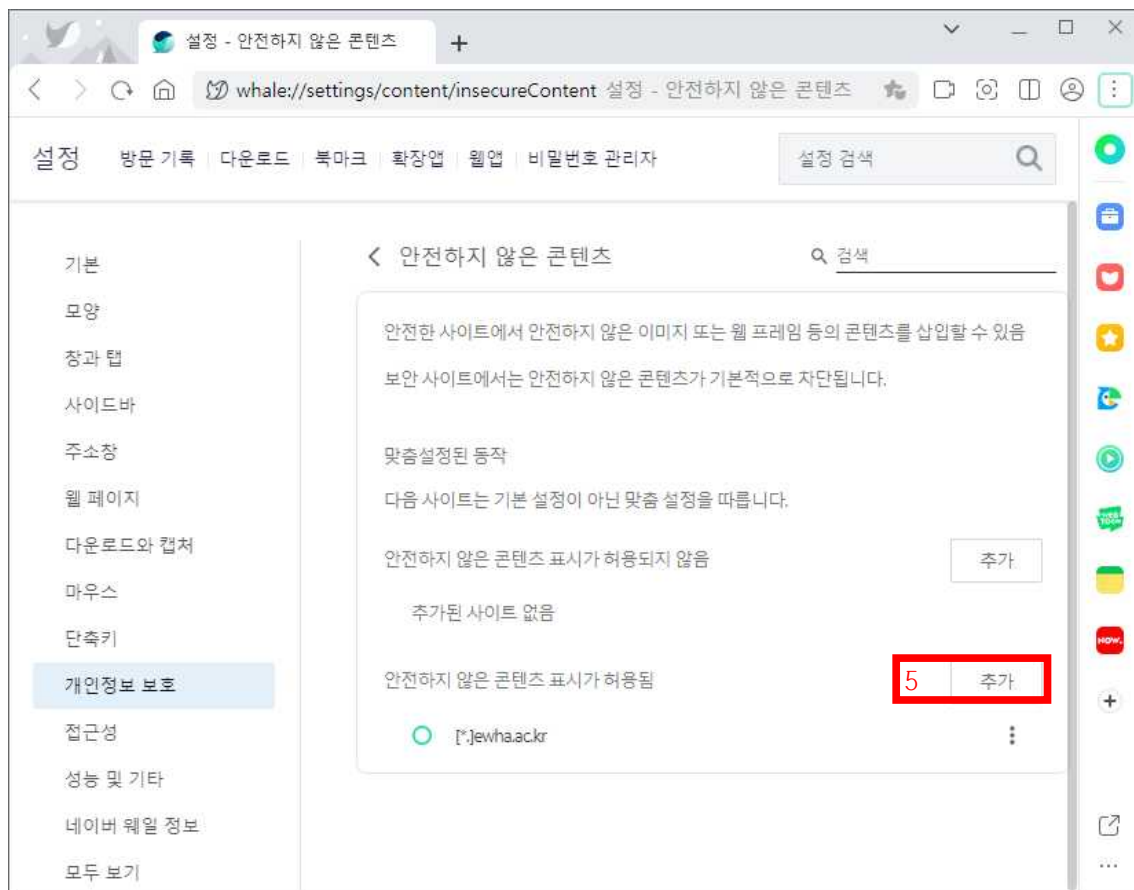 설정 - 안전하지 않은 콘텐츠
whale://settings/content/insecureContent 설정 - 안전하지 않은 콘텐츠
설정 방문 기록 다운로드 북마크 확장앱 웹앱 비밀번호 관리자 설정 검색
기본
모양
창과 탭
사이드바
주소창
웹 페이지
다운로드와 캡처
마우스
단축키
개인정보 보호
접근성
성능 및 기타
네이버 웨일 정보
모두 보기
안전하지 않은 콘텐츠 검색
안전한 사이트에서 안전하지 않은 이미지 또는 웹 프레임 등의 콘텐츠를 삽입할 수 있음
보안 사이트에서는 안전하지 않은 콘텐츠가 기본적으로 차단됩니다.
맞춤설정된 동작
다음 사이트는 기본 설정이 아닌 맞춤 설정을 따릅니다.
안전하지 않은 콘텐츠 표시가 허용되지 않음 추가
추가된 사이트 없음
안전하지 않은 콘텐츠 표시가 허용됨 5 추가
[*.]ewha.ac.kr
WEB
TOON
NOW.